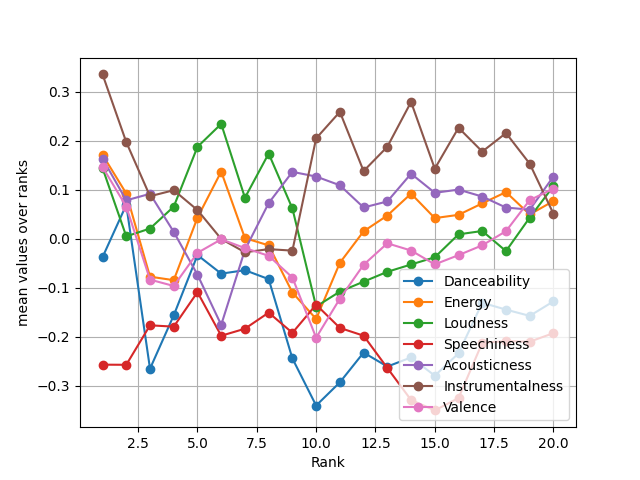 0.3
0.2
0.1
0.0
−0.1
−0.2
−0.3
mean values over ranks
2.5 5.0 7.5 10.0 12.5 15.0 17.5 20.0
Rank
Danceability
Energy
Loudness
Speechiness
Acousticness
Instrumentalness
Valence